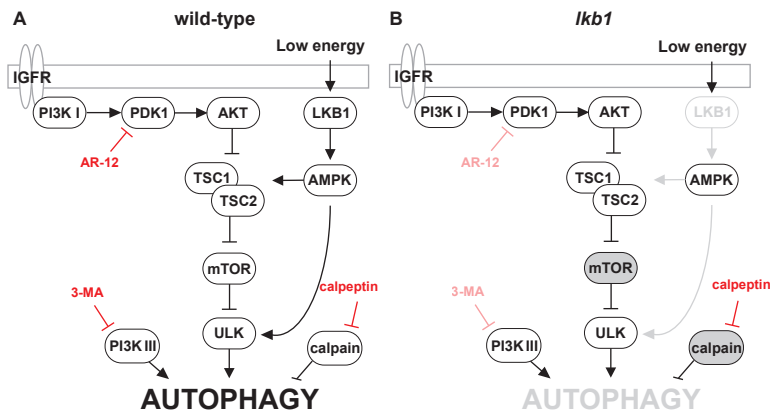 A
wild-type
Low energy
IGFR
PI3K I
PDK1
AKT
LKB1
AR-12
TSC1
TSC2
AMPK
mTOR
3-MA
calpeptin
PI3K III
ULK
calpain
AUTOPHAGY
B
lkb1
Low energy
IGFR
PI3K I
PDK1
AKT
LKB1
AR-12
TSC1
TSC2
AMPK
mTOR
3-MA
calpeptin
PI3K III
ULK
calpain
AUTOPHAGY